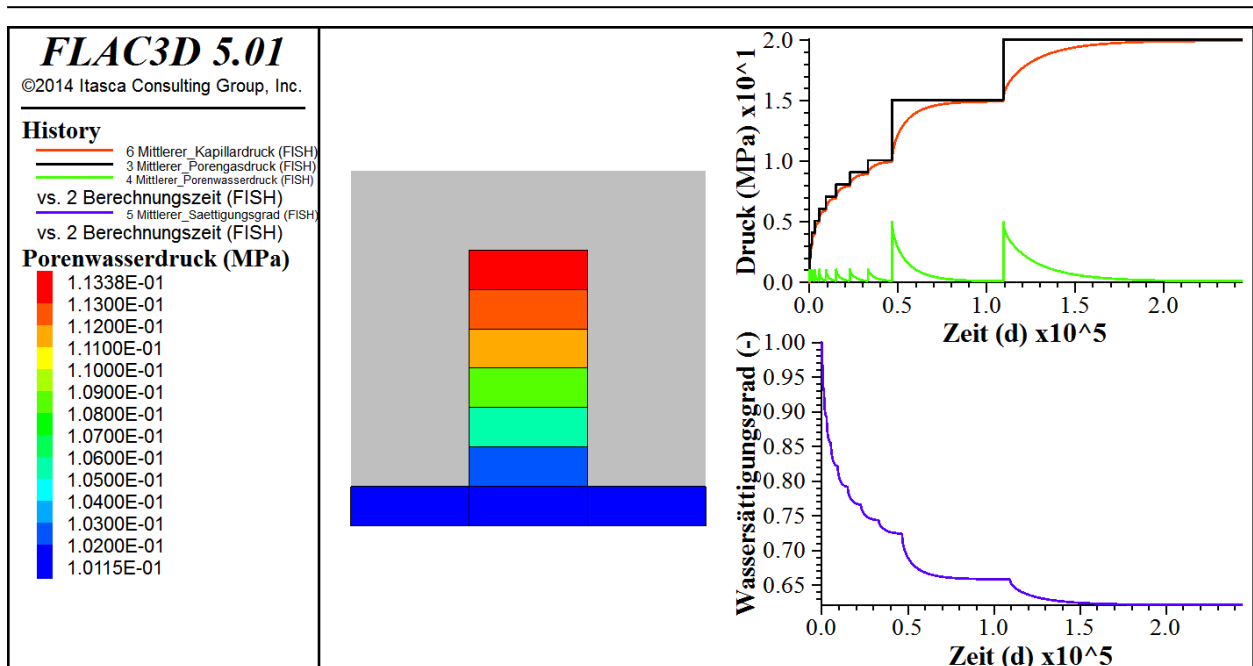 FLAC3D 5.01
©2014 Itasca Consulting Group, Inc.
History
6 Mittlerer_Kapillardruck (FISH)
3 Mittlerer_Porengasdruck (FISH)
4 Mittlerer_Porenwasserdruck (FISH)
vs. 2 Berechnungszeit (FISH)
5 Mittlerer_Saettigungsgrad (FISH)
vs. 2 Berechnungszeit (FISH)
Porenwasserdruck (MPa)
1.1338E-01
1.1300E-01
1.1200E-01
1.1100E-01
1.1000E-01
1.0900E-01
1.0800E-01
1.0700E-01
1.0600E-01
1.0500E-01
1.0400E-01
1.0300E-01
1.0200E-01
1.0115E-01
Druck (MPa) x10^1
2.0
1.5
1.0
0.5
0.0
0.0 0.5 1.0 1.5 2.0
Zeit (d) x10^5
Wassersättigungsgrad (-)
1.00
0.95
0.90
0.85
0.80
0.75
0.70
0.65
0.0 0.5 1.0 1.5 2.0
Zeit (d) x10^5